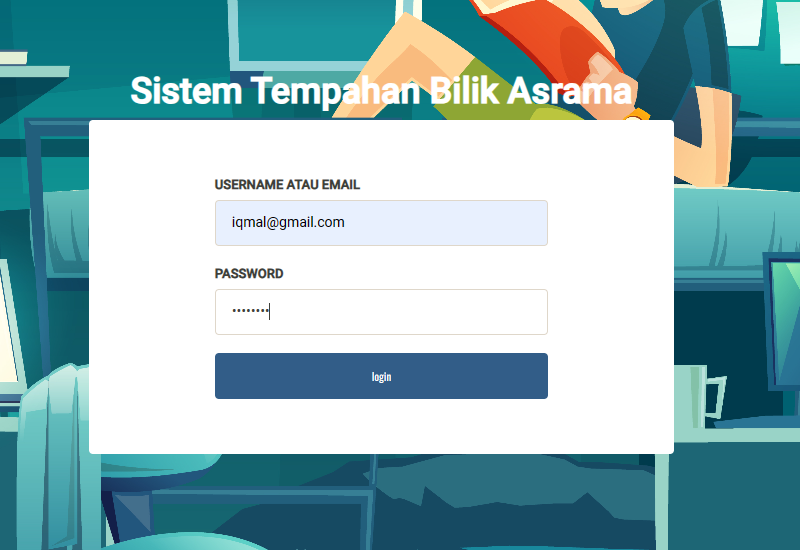 Sistem Tempahan Bilik Asrama
USERNAME ATAU EMAIL
iqmal@gmail.com
PASSWORD
••••••••
login